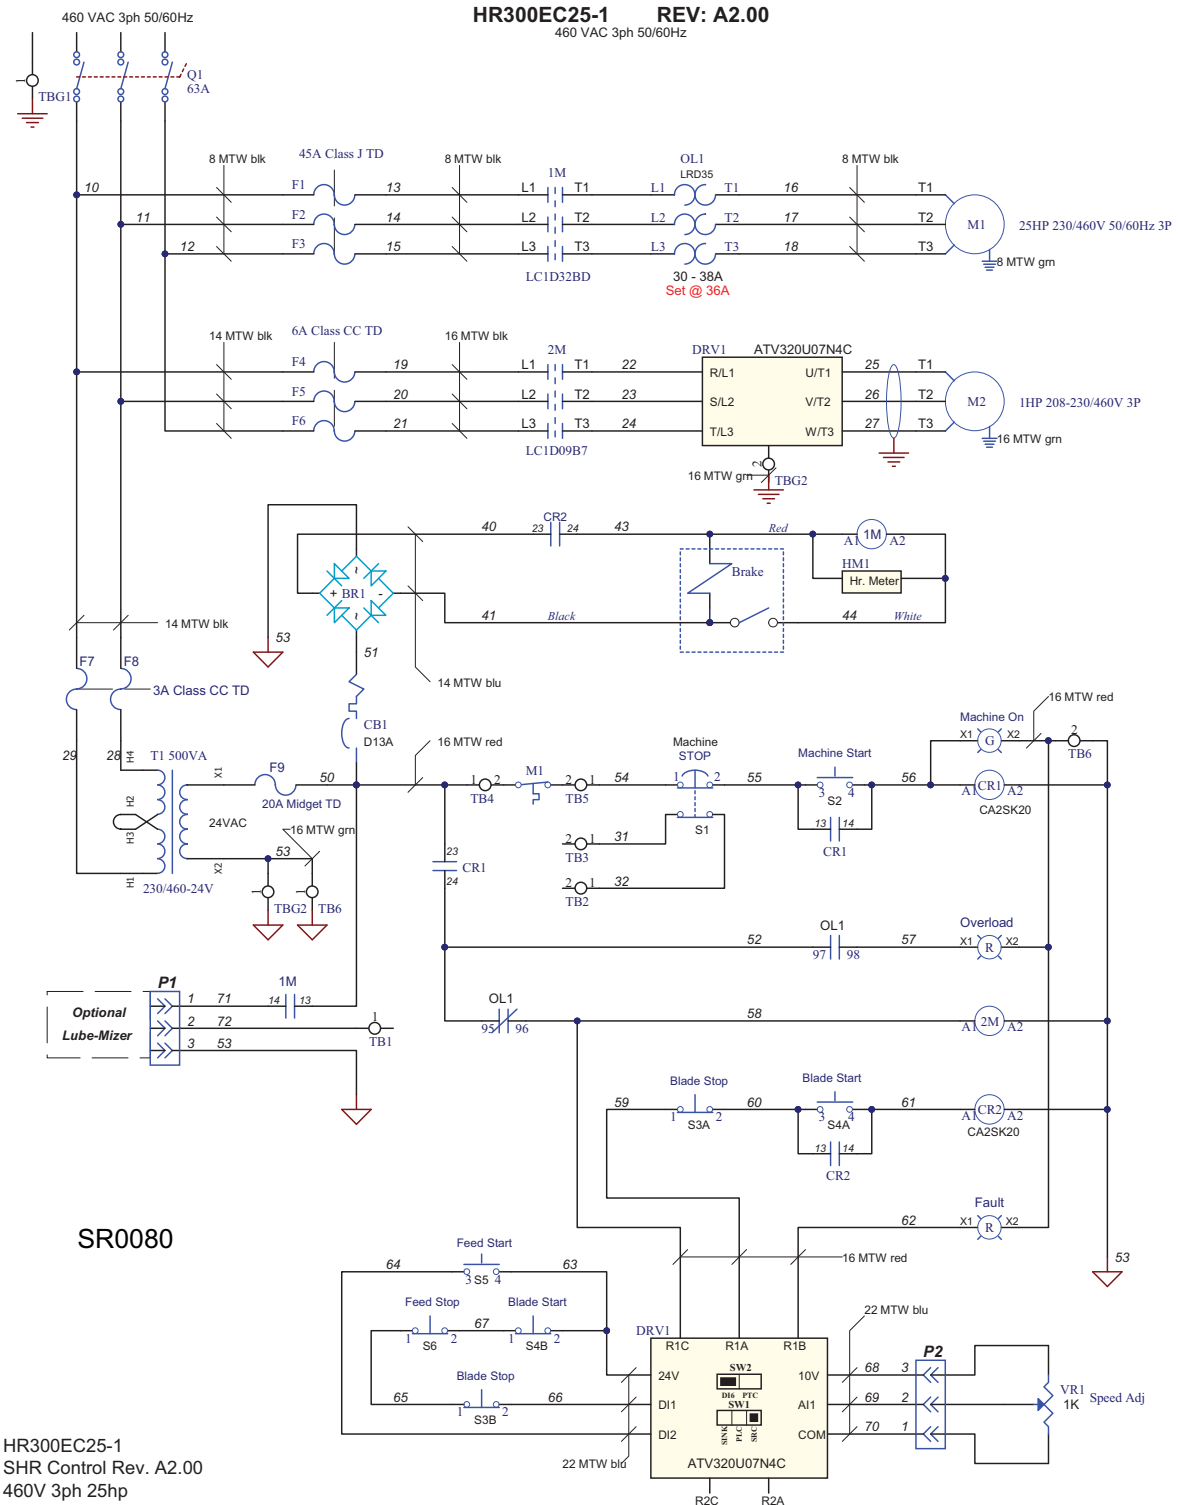 HR300EC25-1 REV: A2.00
460 VAC 3ph 50/60Hz
460 VAC 3ph 50/60Hz
1
TBG1
Q1
63A
8 MTW blk
45A Class J TD
8 MTW blk
1M
OL1
LRD35
8 MTW blk
10 F1 13 L1 T1 L1 T1 16 T1
11 F2 14 L2 T2 L2 T2 17 T2
12 F3 15 L3 T3 L3 T3 18 T3
M1
25HP 230/460V 50/60Hz 3P
8 MTW grn
LC1D32BD
30 - 38A
Set @ 36A
14 MTW blk
6A Class CC TD
16 MTW blk
2M
DRV1
ATV320U07N4C
F4 19 L1 T1 22 R/L1 U/T1 25 T1
F5 20 L2 T2 23 S/L2 V/T2 26 T2
F6 21 L3 T3 24 T/L3 W/T3 27 T3
M2
1HP 208-230/460V 3P
16 MTW grn
LC1D09B7
16 MTW grn
2
TBG2
40
CR2
23 24
43
Red
1M
A1 A2
HM1
Hr. Meter
Brake
~
+ BR1 -
~
41
Black
44
White
14 MTW blk
53
51
14 MTW blu
F7 F8
3A Class CC TD
CB1
D13A
16 MTW red
29 28
H4
T1 500VA
X1
F9
50
20A Midget TD
H2
H3
24VAC
16 MTW grn
53
H1
X2
230/460-24V
1
TBG2
1
TB6
1 2
TB4
M1
2 1
TB5
54
Machine
STOP
1 2
S1
55
Machine Start
3 4
S2
13 14
CR1
56
Machine On
X1 G X2
16 MTW red
2
TB6
CR1
A1 A2
CA2SK20
2 1
TB3
31
2 1
TB2
32
23
CR1
24
52
OL1
97 98
57
Overload
X1 R X2
P1
Optional
Lube-Mizer
1 71
1M
14 13
2 72
1
TB1
3 53
OL1
95 96
58
2M
A1 A2
59
Blade Stop
1 2
S3A
60
Blade Start
3 4
S4A
13 14
CR2
61
CR2
A1 A2
CA2SK20
62
Fault
X1 R X2
53
SR0080
16 MTW red
64
Feed Start
3 S5 4
63
Feed Stop
1 2
S6
67
Blade Start
1 2
S4B
65
Blade Stop
1 2
S3B
66
22 MTW blu
DRV1
R1C R1A R1B
24V
DI1
DI2
SW2
DI6 PTC
SW1
SINK PLC SRC
10V
AI1
COM
ATV320U07N4C
R2C R2A
22 MTW blu
P2
68 3
69 2
70 1
VR1
1K
Speed Adj
HR300EC25-1
SHR Control Rev. A2.00
460V 3ph 25hp